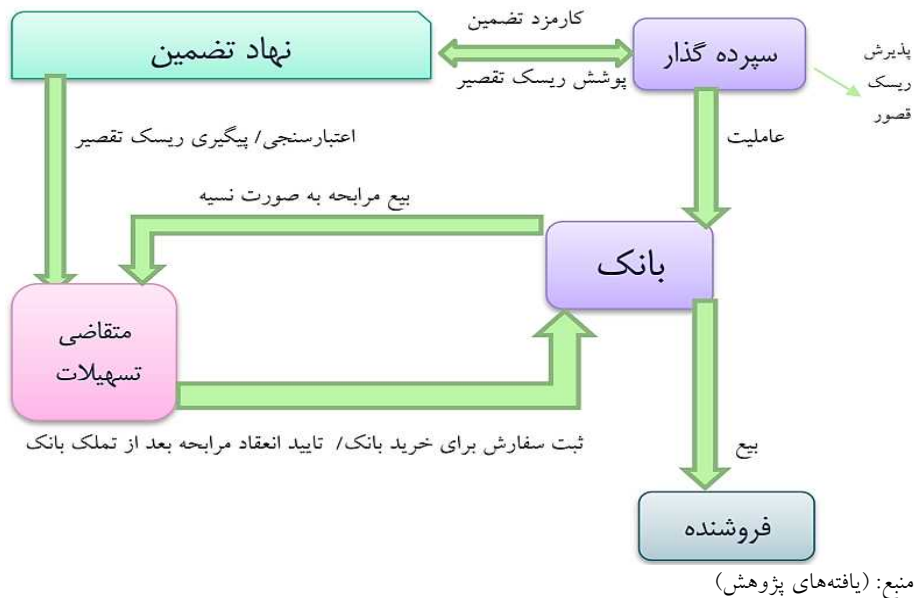 کارمزد تضمین
نهاد تضمین
سپرده گذار
پذیرش
ریسک
قصور
پوشش ریسک تقصیر
اعتبارسنجی/ پیگیری ریسک تقصیر
عاملیت
بیع مرابحه به صورت نسیه
بانک
متقاضی
تسهیلات
ثبت سفارش برای خرید بانک/ تایید انعقاد مرابحه بعد از تملک بانک
بیع
فروشنده
منبع: (یافته‌های پژوهش)